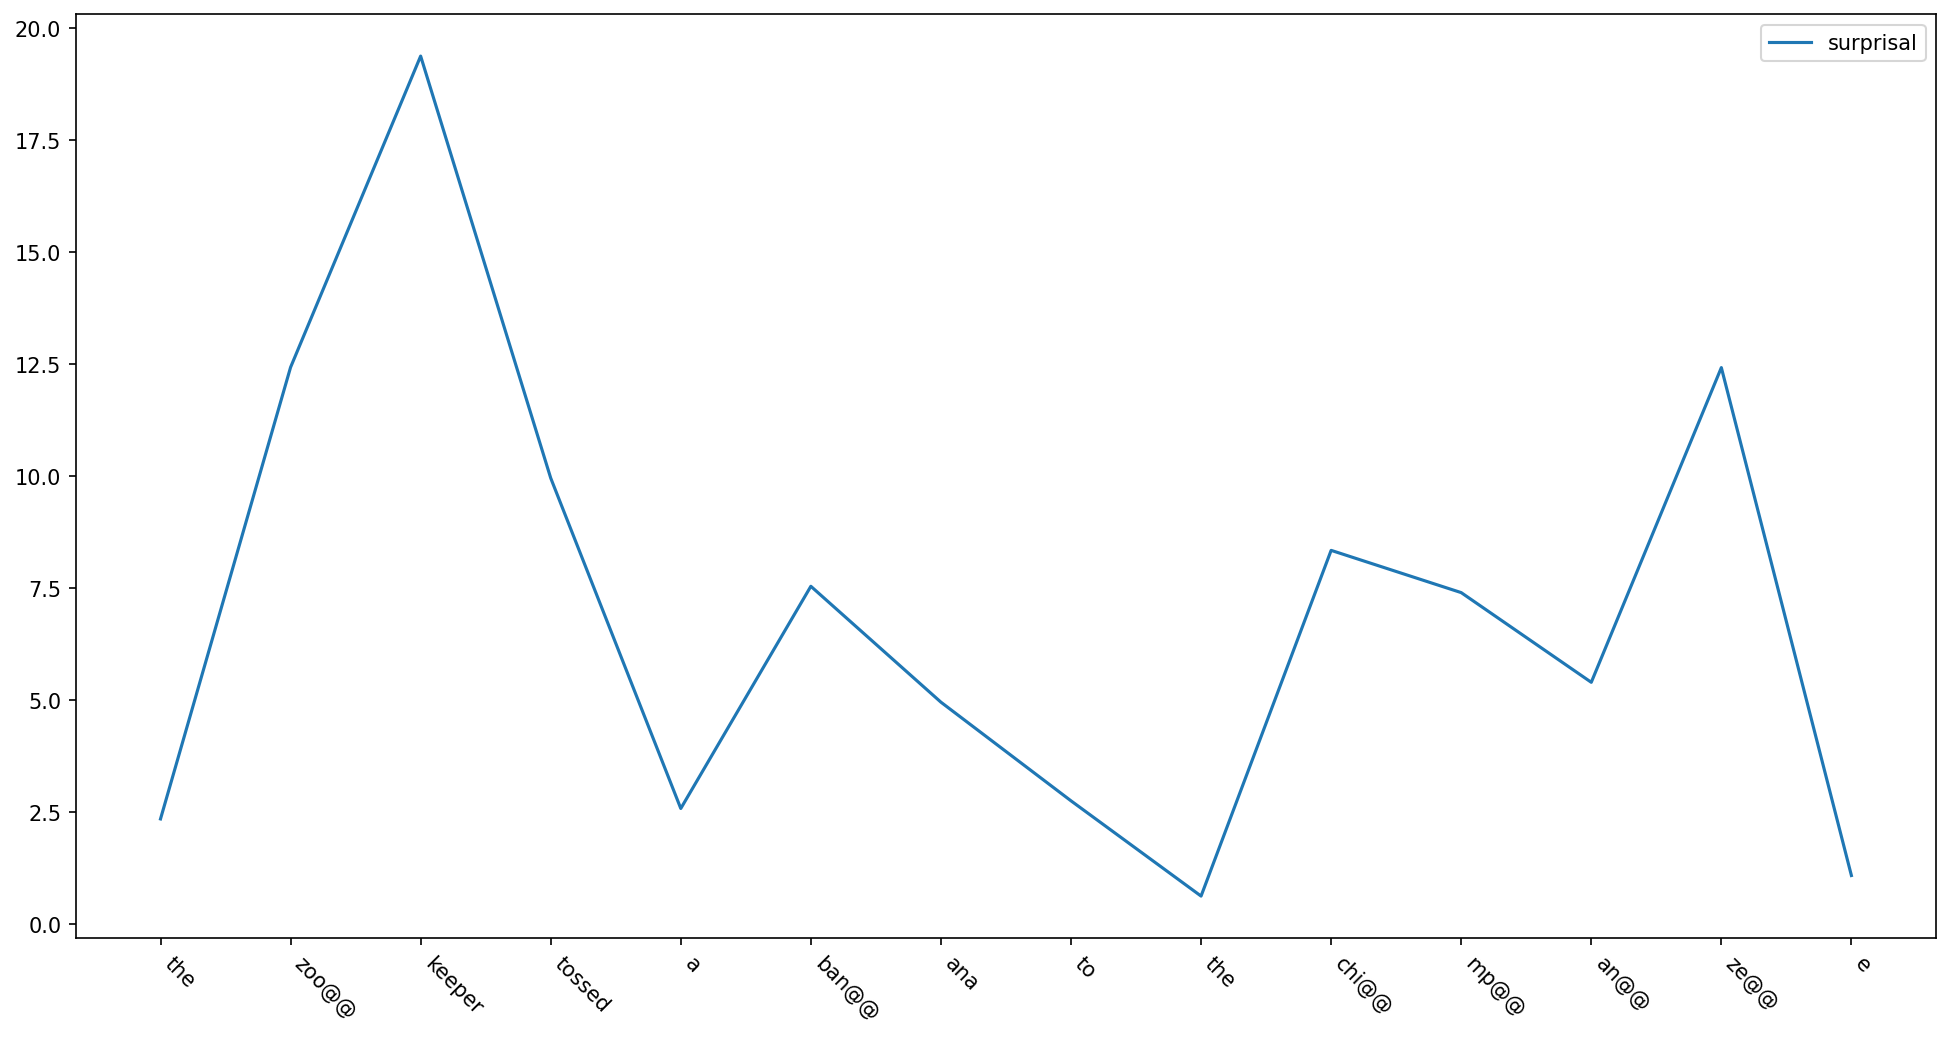 surprisal
20.0
17.5
15.0
12.5
10.0
7.5
5.0
2.5
0.0
the
zoo@@
keeper
tossed
a
ban@@
ana
to
the
chi@@
mp@@
an@@
ze@@
e